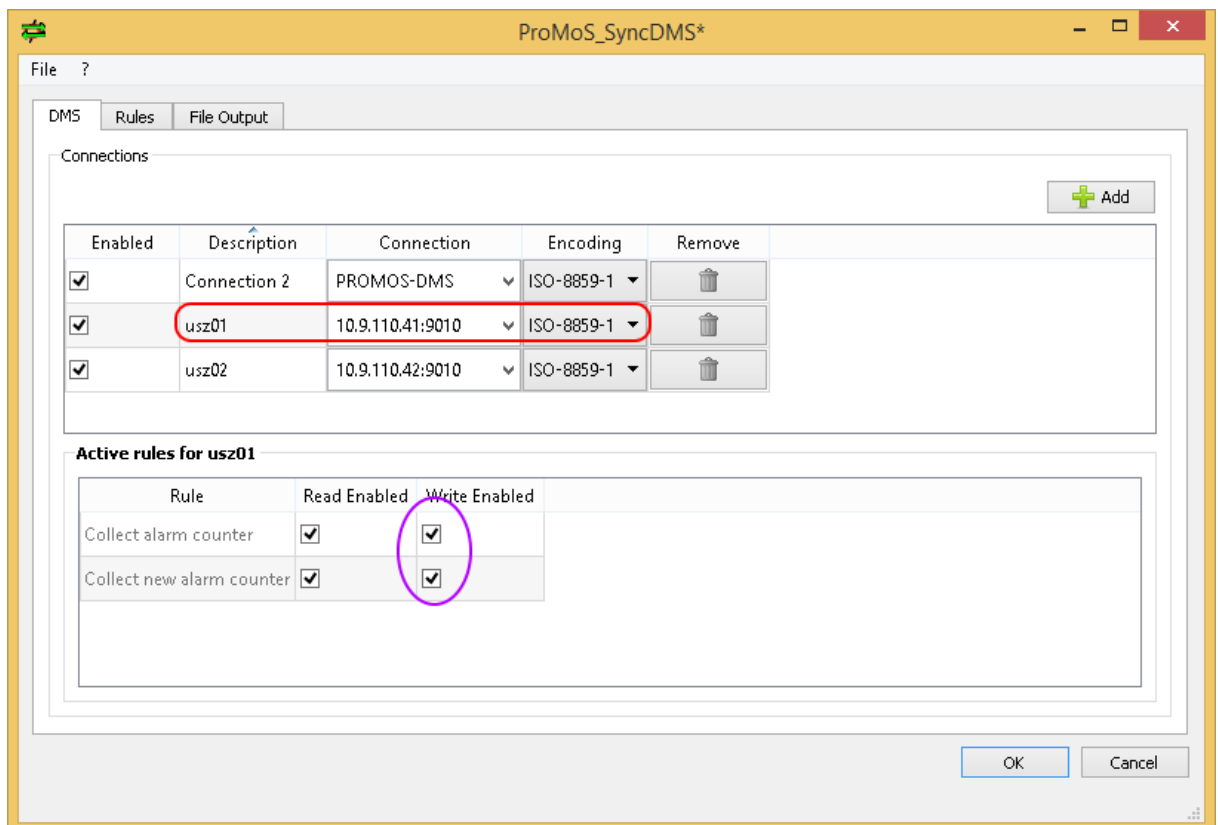 ProMoS_SyncDMS*
File ?
DMS Rules File Output
Connections
Add
Enabled Description Connection Encoding Remove
Connection 2 PROMOS-DMS ISO-8859-1
usz01 10.9.110.41:9010 ISO-8859-1
usz02 10.9.110.42:9010 ISO-8859-1
Active rules for usz01
Rule Read Enabled Write Enabled
Collect alarm counter
Collect new alarm counter
OK Cancel